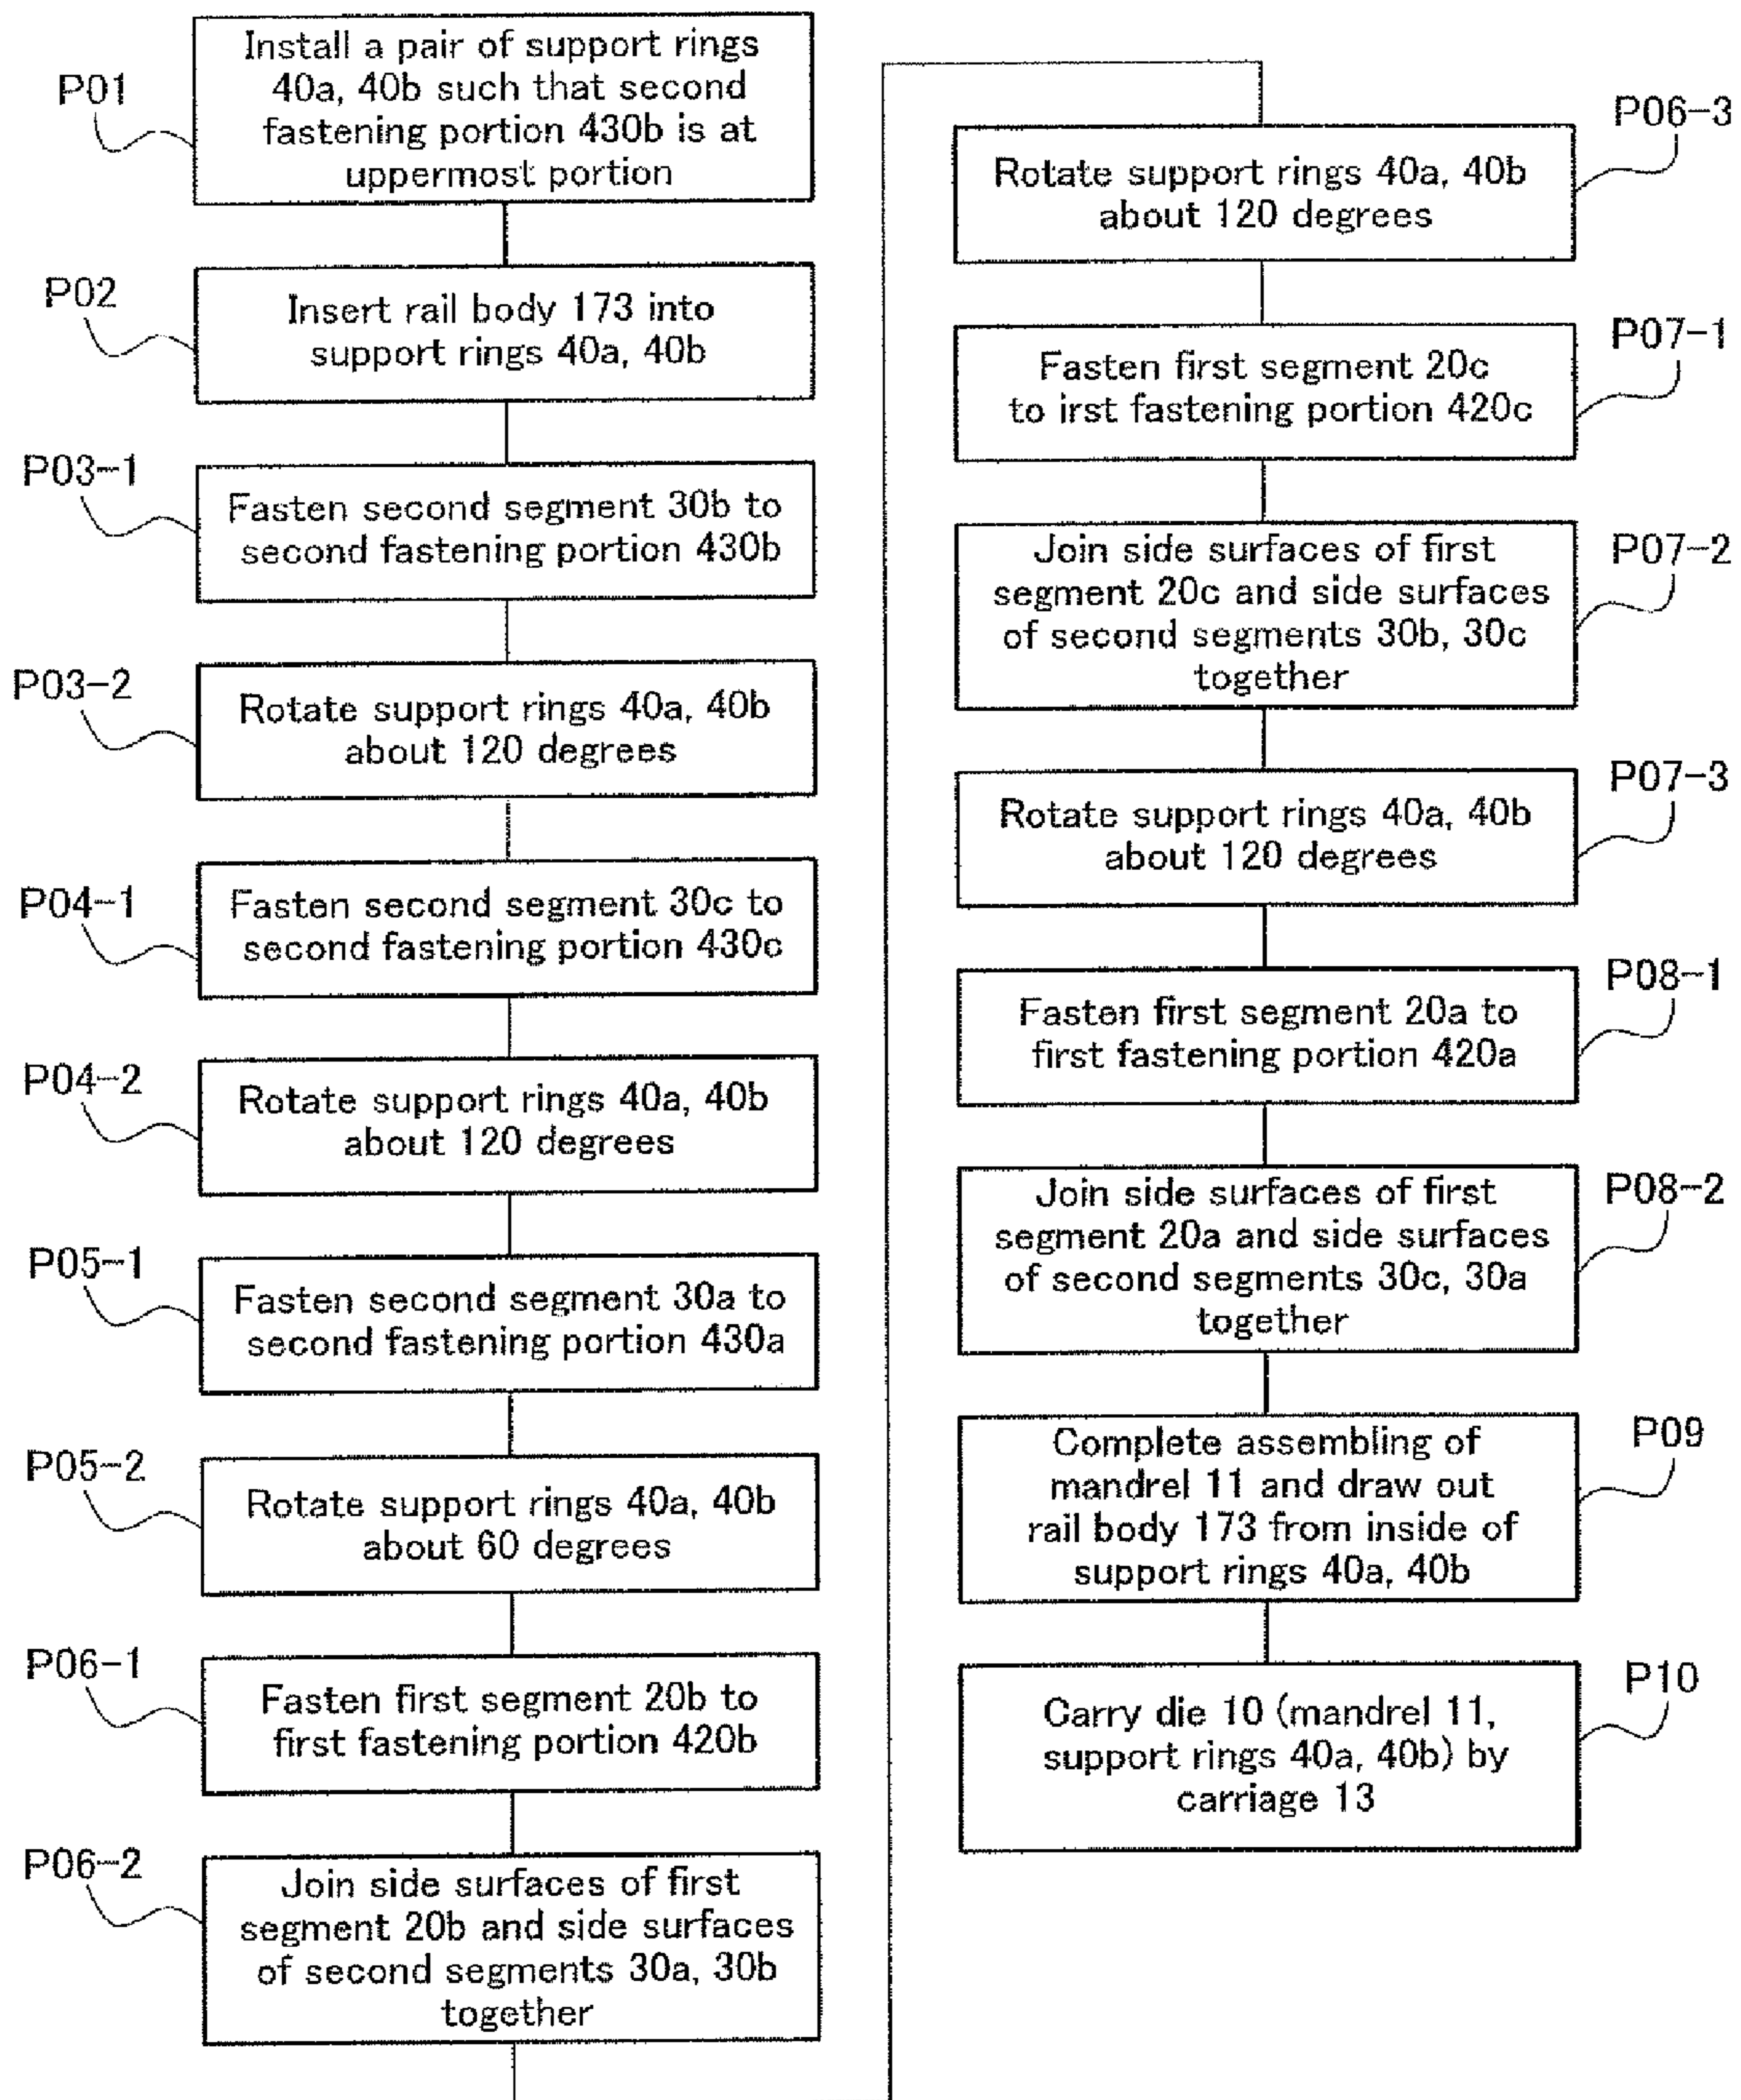 P01
Install a pair of support rings
40a, 40b such that second
fastening portion 430b is at
uppermost portion
P02
Insert rail body 173 into
support rings 40a, 40b
P03-1
Fasten second segment 30b to
second fastening portion 430b
P03-2
Rotate support rings 40a, 40b
about 120 degrees
P04-1
Fasten second segment 30c to
second fastening portion 430c
P04-2
Rotate support rings 40a, 40b
about 120 degrees
P05-1
Fasten second segment 30a to
second fastening portion 430a
P05-2
Rotate support rings 40a, 40b
about 60 degrees
P06-1
Fasten first segment 20b to
first fastening portion 420b
P06-2
Join side surfaces of first
segment 20b and side surfaces
of second segments 30a, 30b
together
P06-3
Rotate support rings 40a, 40b
about 120 degrees
P07-1
Fasten first segment 20c
to irst fastening portion 420c
P07-2
Join side surfaces of first
segment 20c and side surfaces
of second segments 30b, 30c
together
P07-3
Rotate support rings 40a, 40b
about 120 degrees
P08-1
Fasten first segment 20a to
first fastening portion 420a
P08-2
Join side surfaces of first
segment 20a and side surfaces
of second segments 30c, 30a
together
P09
Complete assembling of
mandrel 11 and draw out
rail body 173 from inside of
support rings 40a, 40b
P10
Carry die 10 (mandrel 11,
support rings 40a, 40b) by
carriage 13